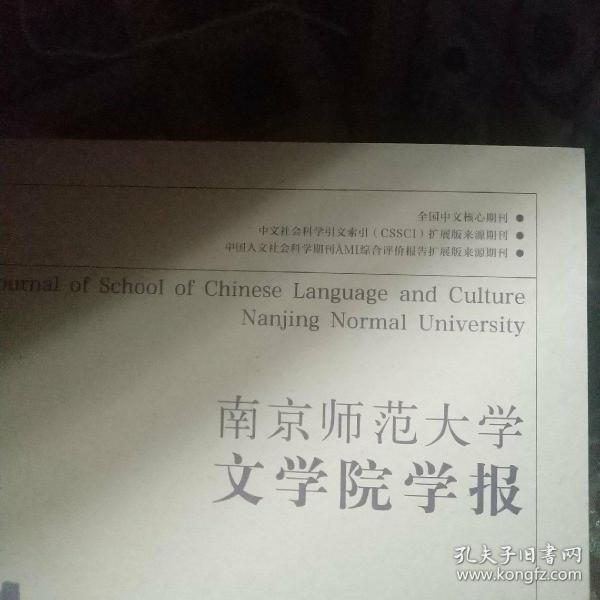 全国中文核心期刊 ●
中文社会科学引文索引(CSSCI)扩展版来源期刊 ●
中国人文社会科学期刊AMI综合评价报告扩展版来源期刊 ●
ournal of School of Chinese Language and Culture
Nanjing Normal University
南京师范大学
文学院学报
孔夫子旧书网
www.kongfz.com